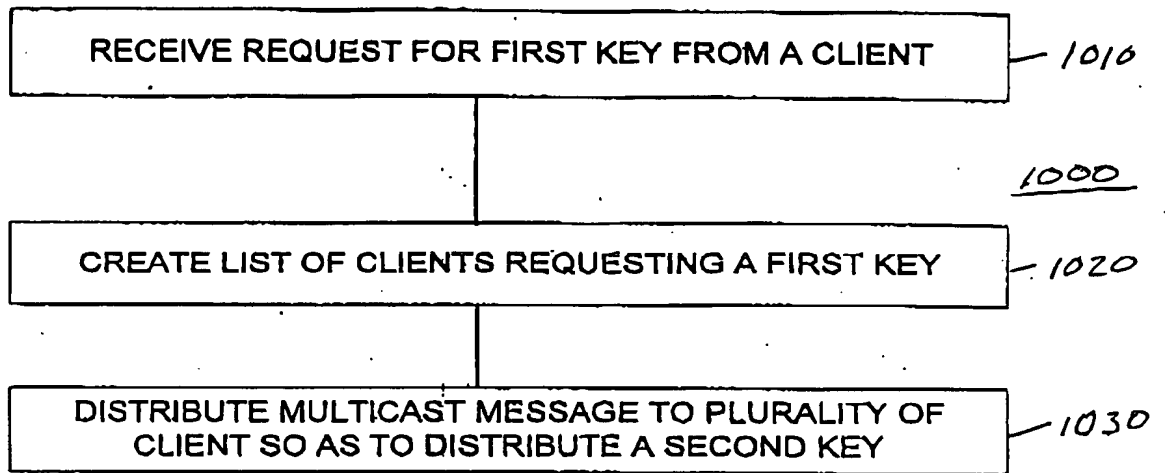 RECEIVE REQUEST FOR FIRST KEY FROM A CLIENT
1010
1000
CREATE LIST OF CLIENTS REQUESTING A FIRST KEY
1020
DISTRIBUTE MULTICAST MESSAGE TO PLURALITY OF
CLIENT SO AS TO DISTRIBUTE A SECOND KEY
1030